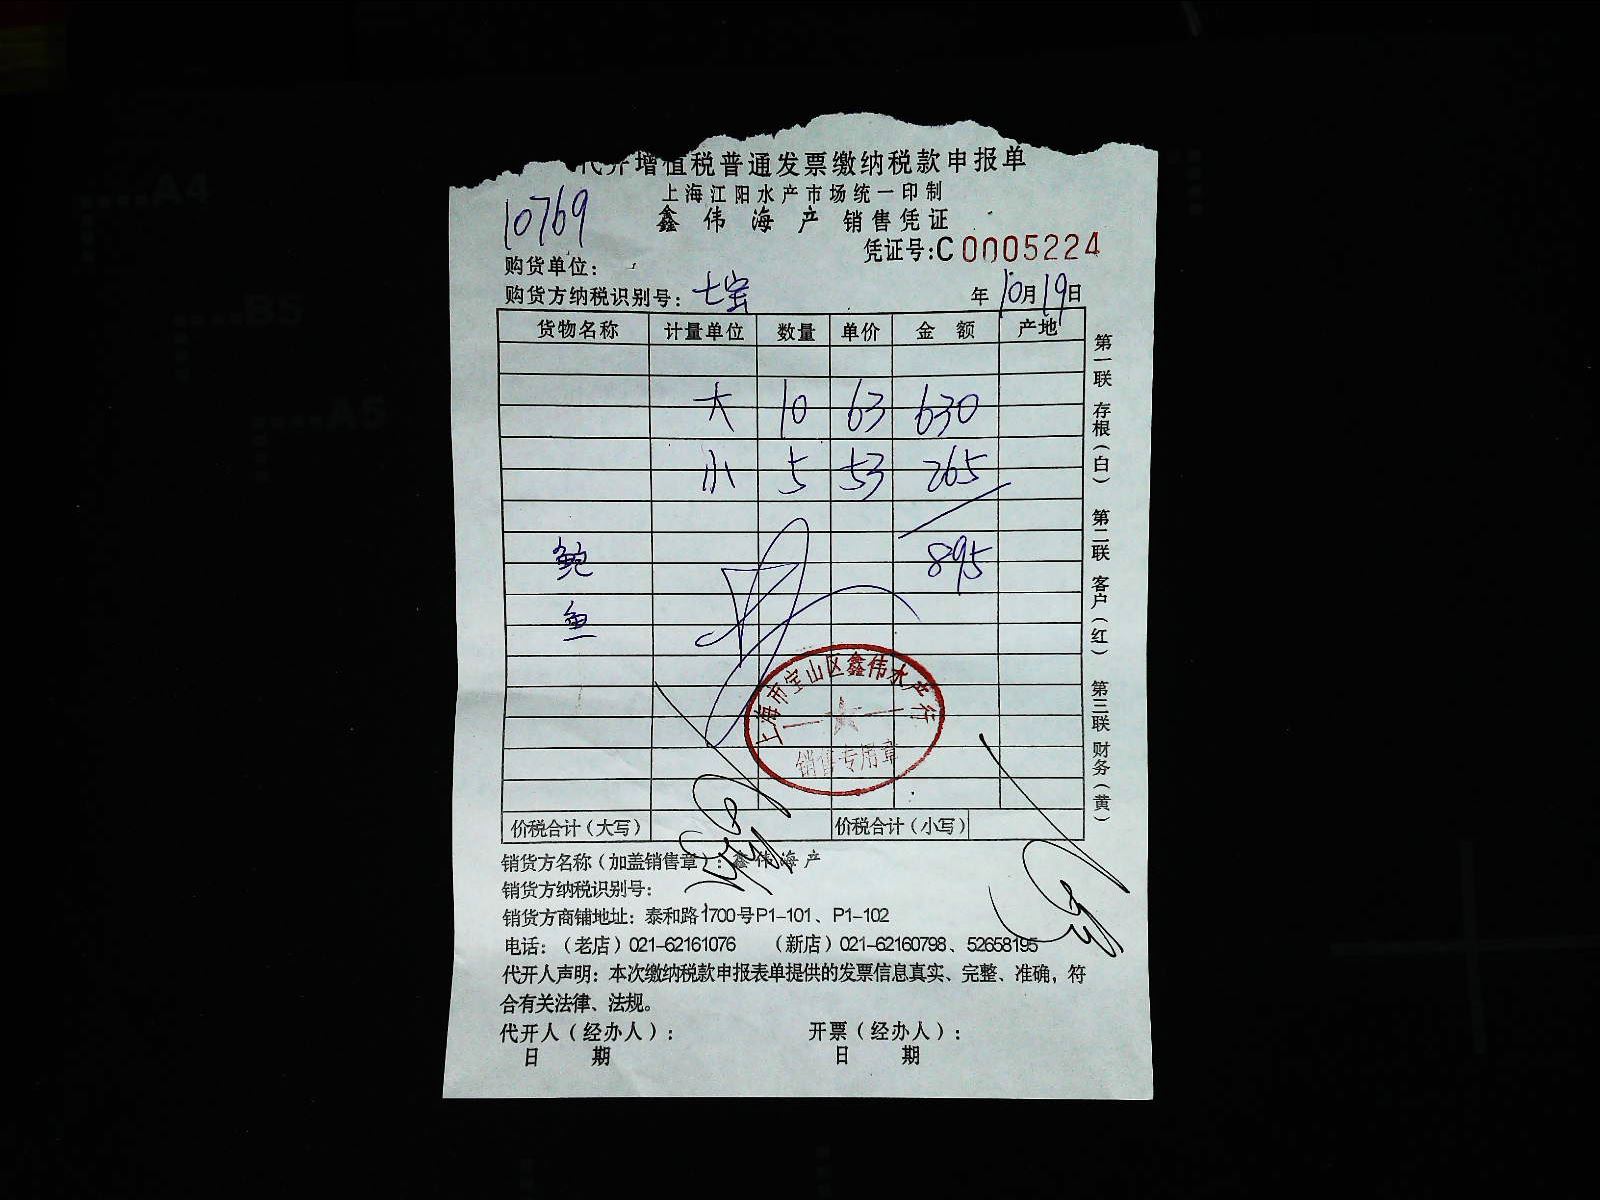 代开增值税普通发票缴纳税款申报单
上海江阳水产市场统一印制
10769
鑫伟海产 销售凭证
凭证号:C0005224
购货单位：
购货方纳税识别号：七宝 年10月19日
货物名称 计量单位 数量 单价 金额 产地
大 10 63 630
小 5 53 265
鲍 895
鱼
上海市宝山区鑫伟水产行
销售专用章
价税合计（大写） 价税合计（小写）
第一联 存根（白） 第二联 客户（红） 第三联 财务（黄）
销货方名称（加盖销售章）：鑫伟海产
销货方纳税识别号：
销货方商铺地址：泰和路1700号P1-101、P1-102
电话：（老店）021-62161076 （新店）021-62160798、52658195
代开人声明：本次缴纳税款申报表单提供的发票信息真实、完整、准确，符
合有关法律、法规。
代开人（经办人）： 开票（经办人）：
日 期 日 期
A4
B5
A5